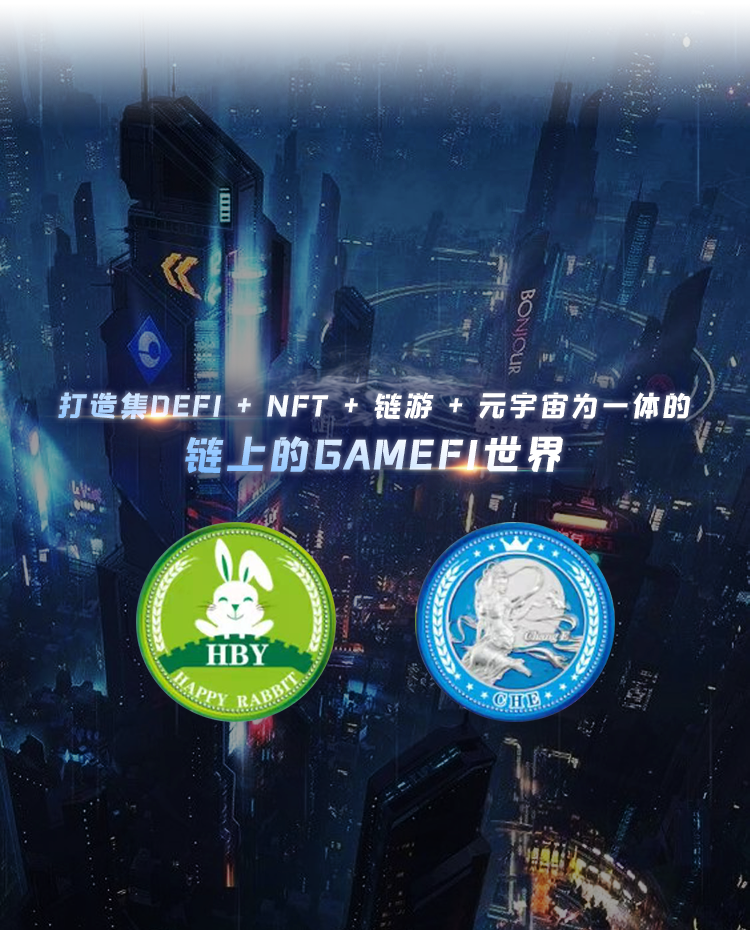 BONJOUR
打造集DEFI + NFT + 链游 + 元宇宙为一体的
链上的GAMEFI世界
HBY
HAPPY RABBIT
Chang E
CHE